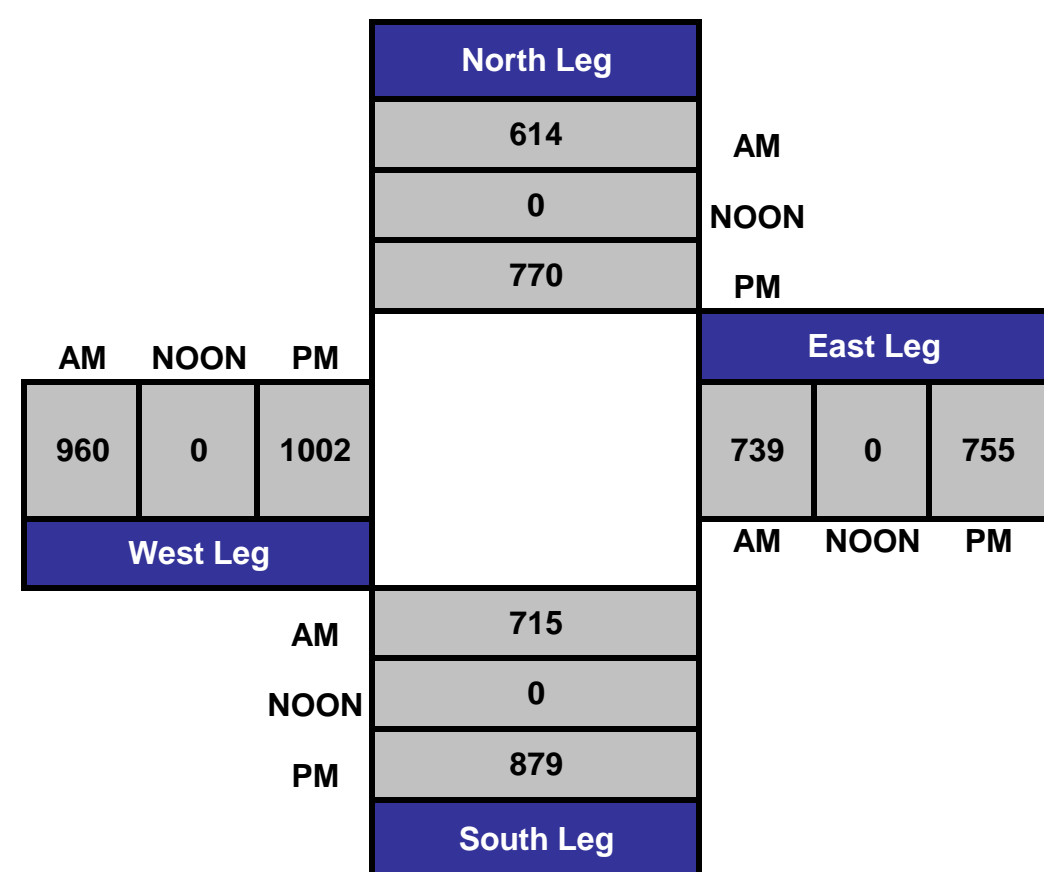 North Leg
614 AM
0 NOON
770 PM
East Leg
AM NOON PM
960 0 1002
739 0 755
West Leg
AM NOON PM
AM 715
NOON 0
PM 879
South Leg